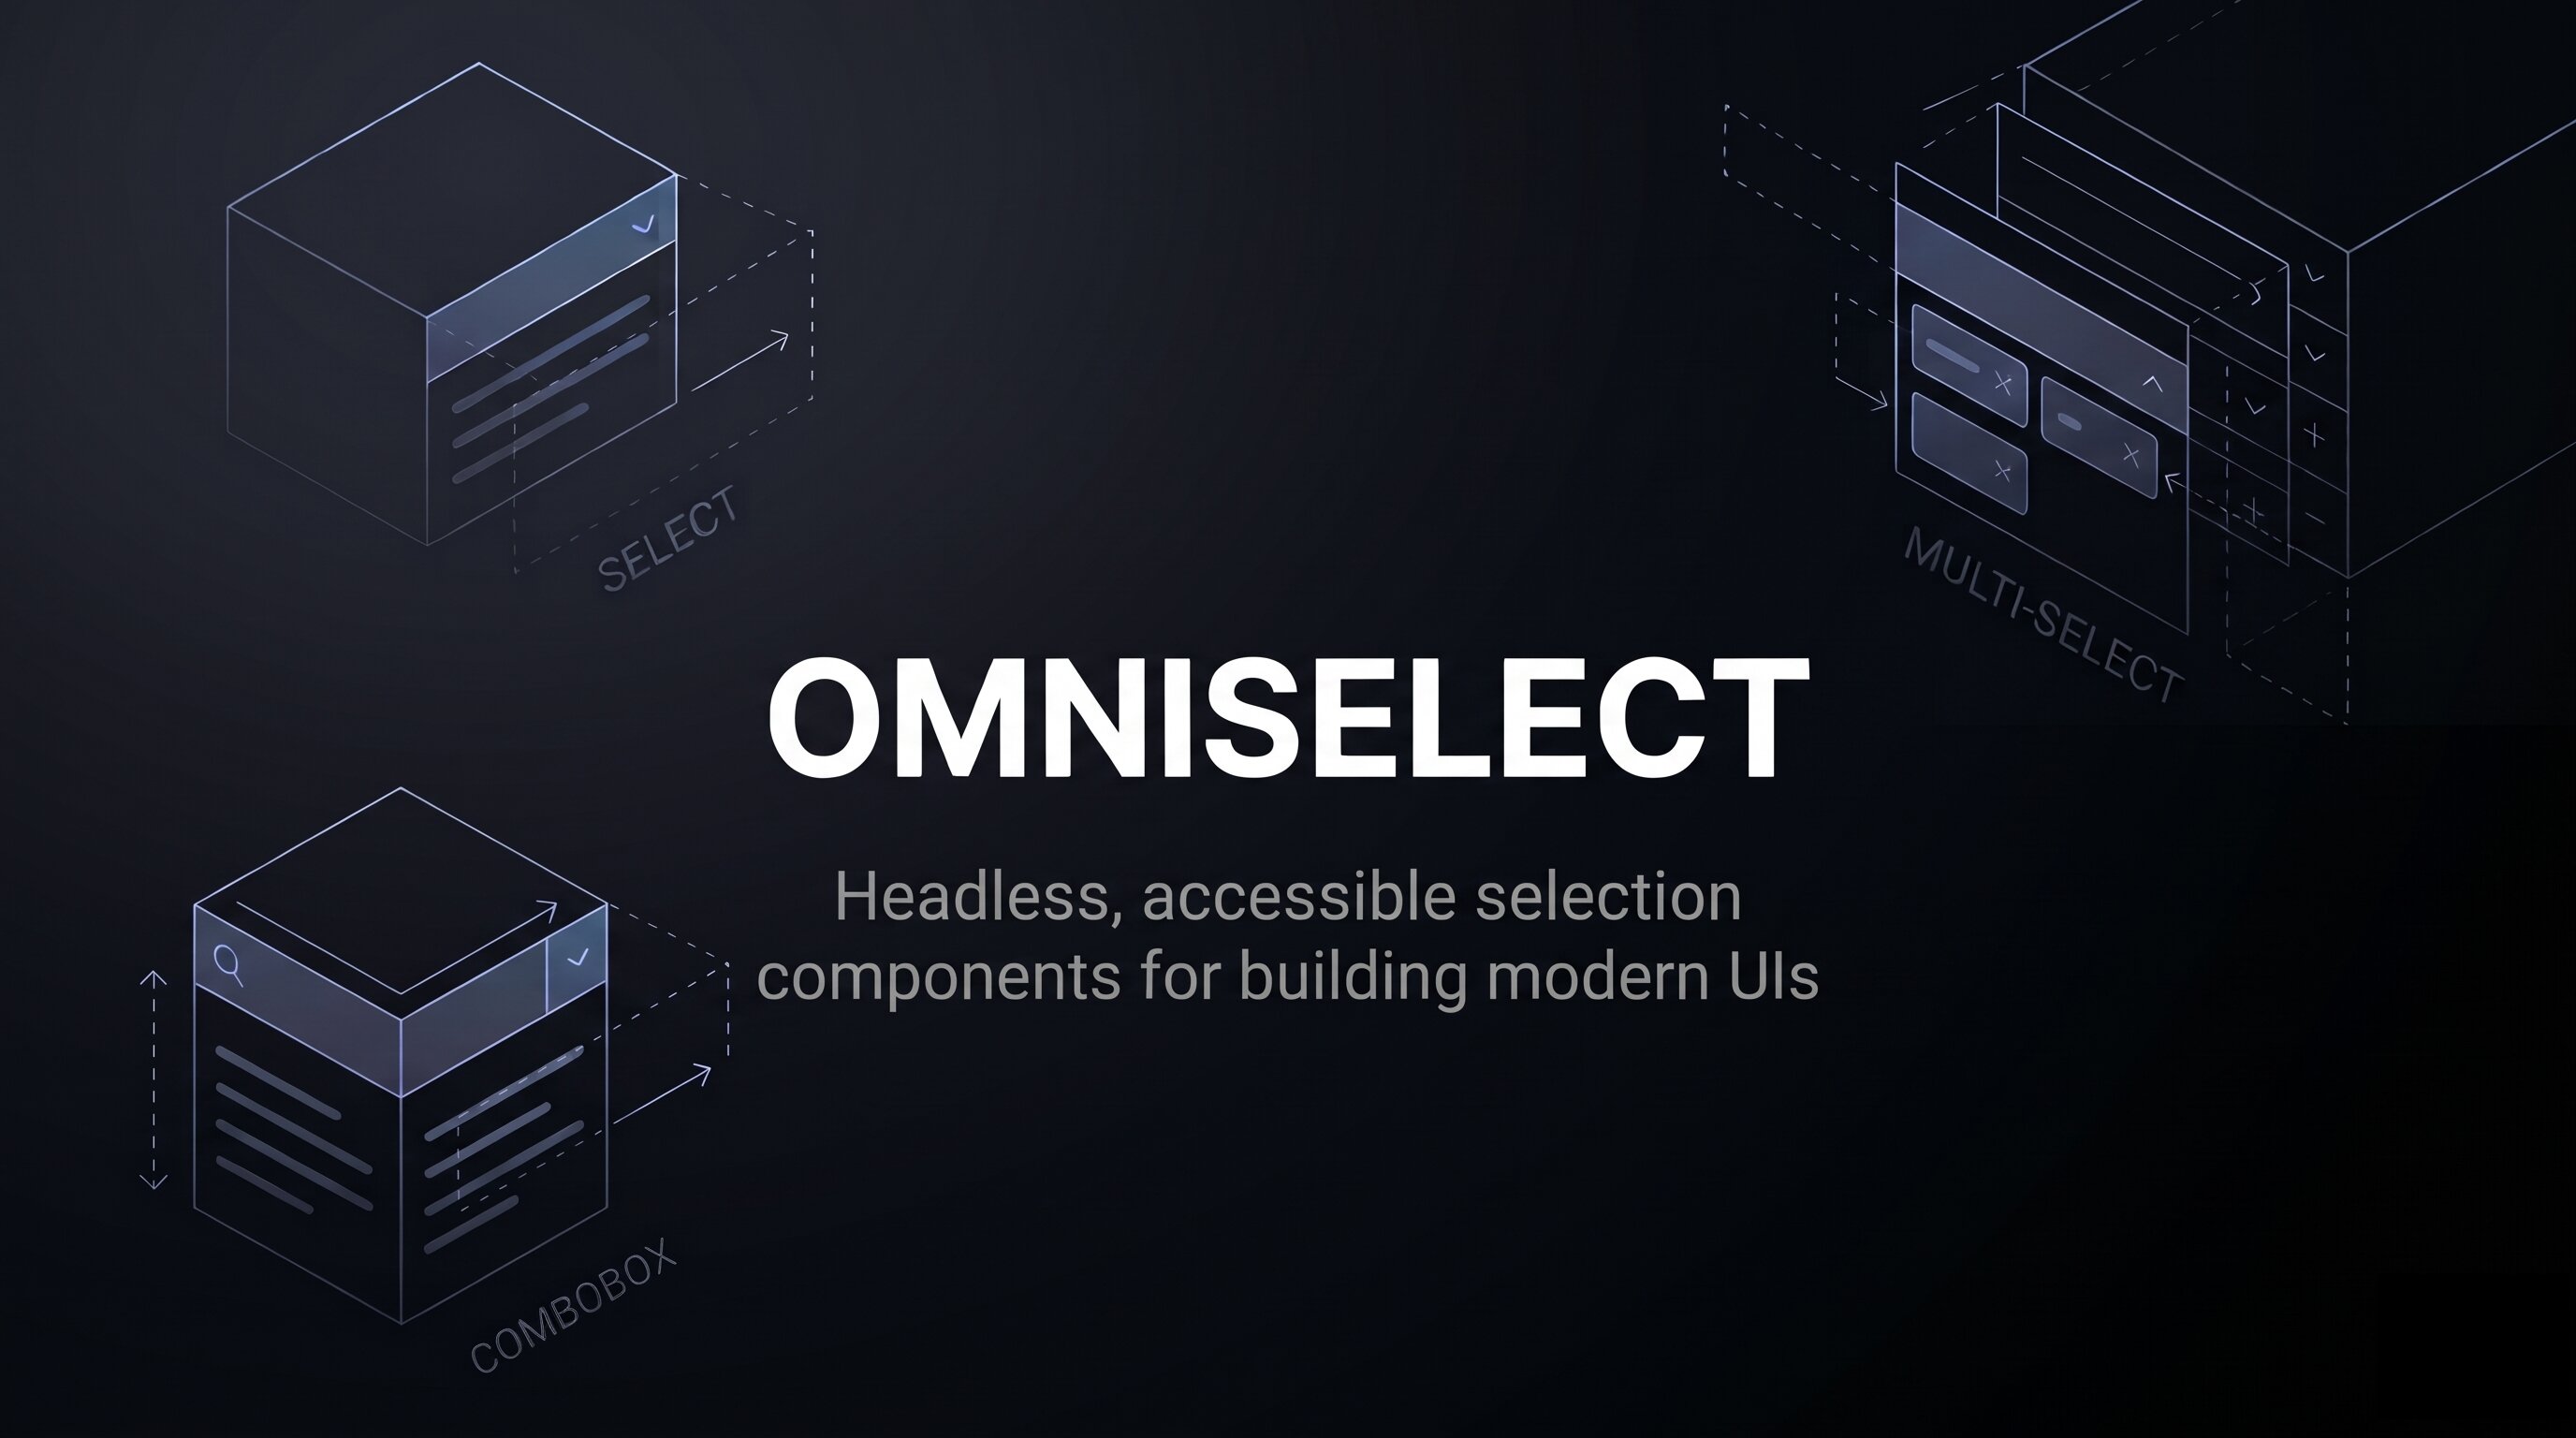 SELECT
MULTI-SELECT
OMNISELECT
Headless, accessible selection
components for building modern UIs
COMBOBOX